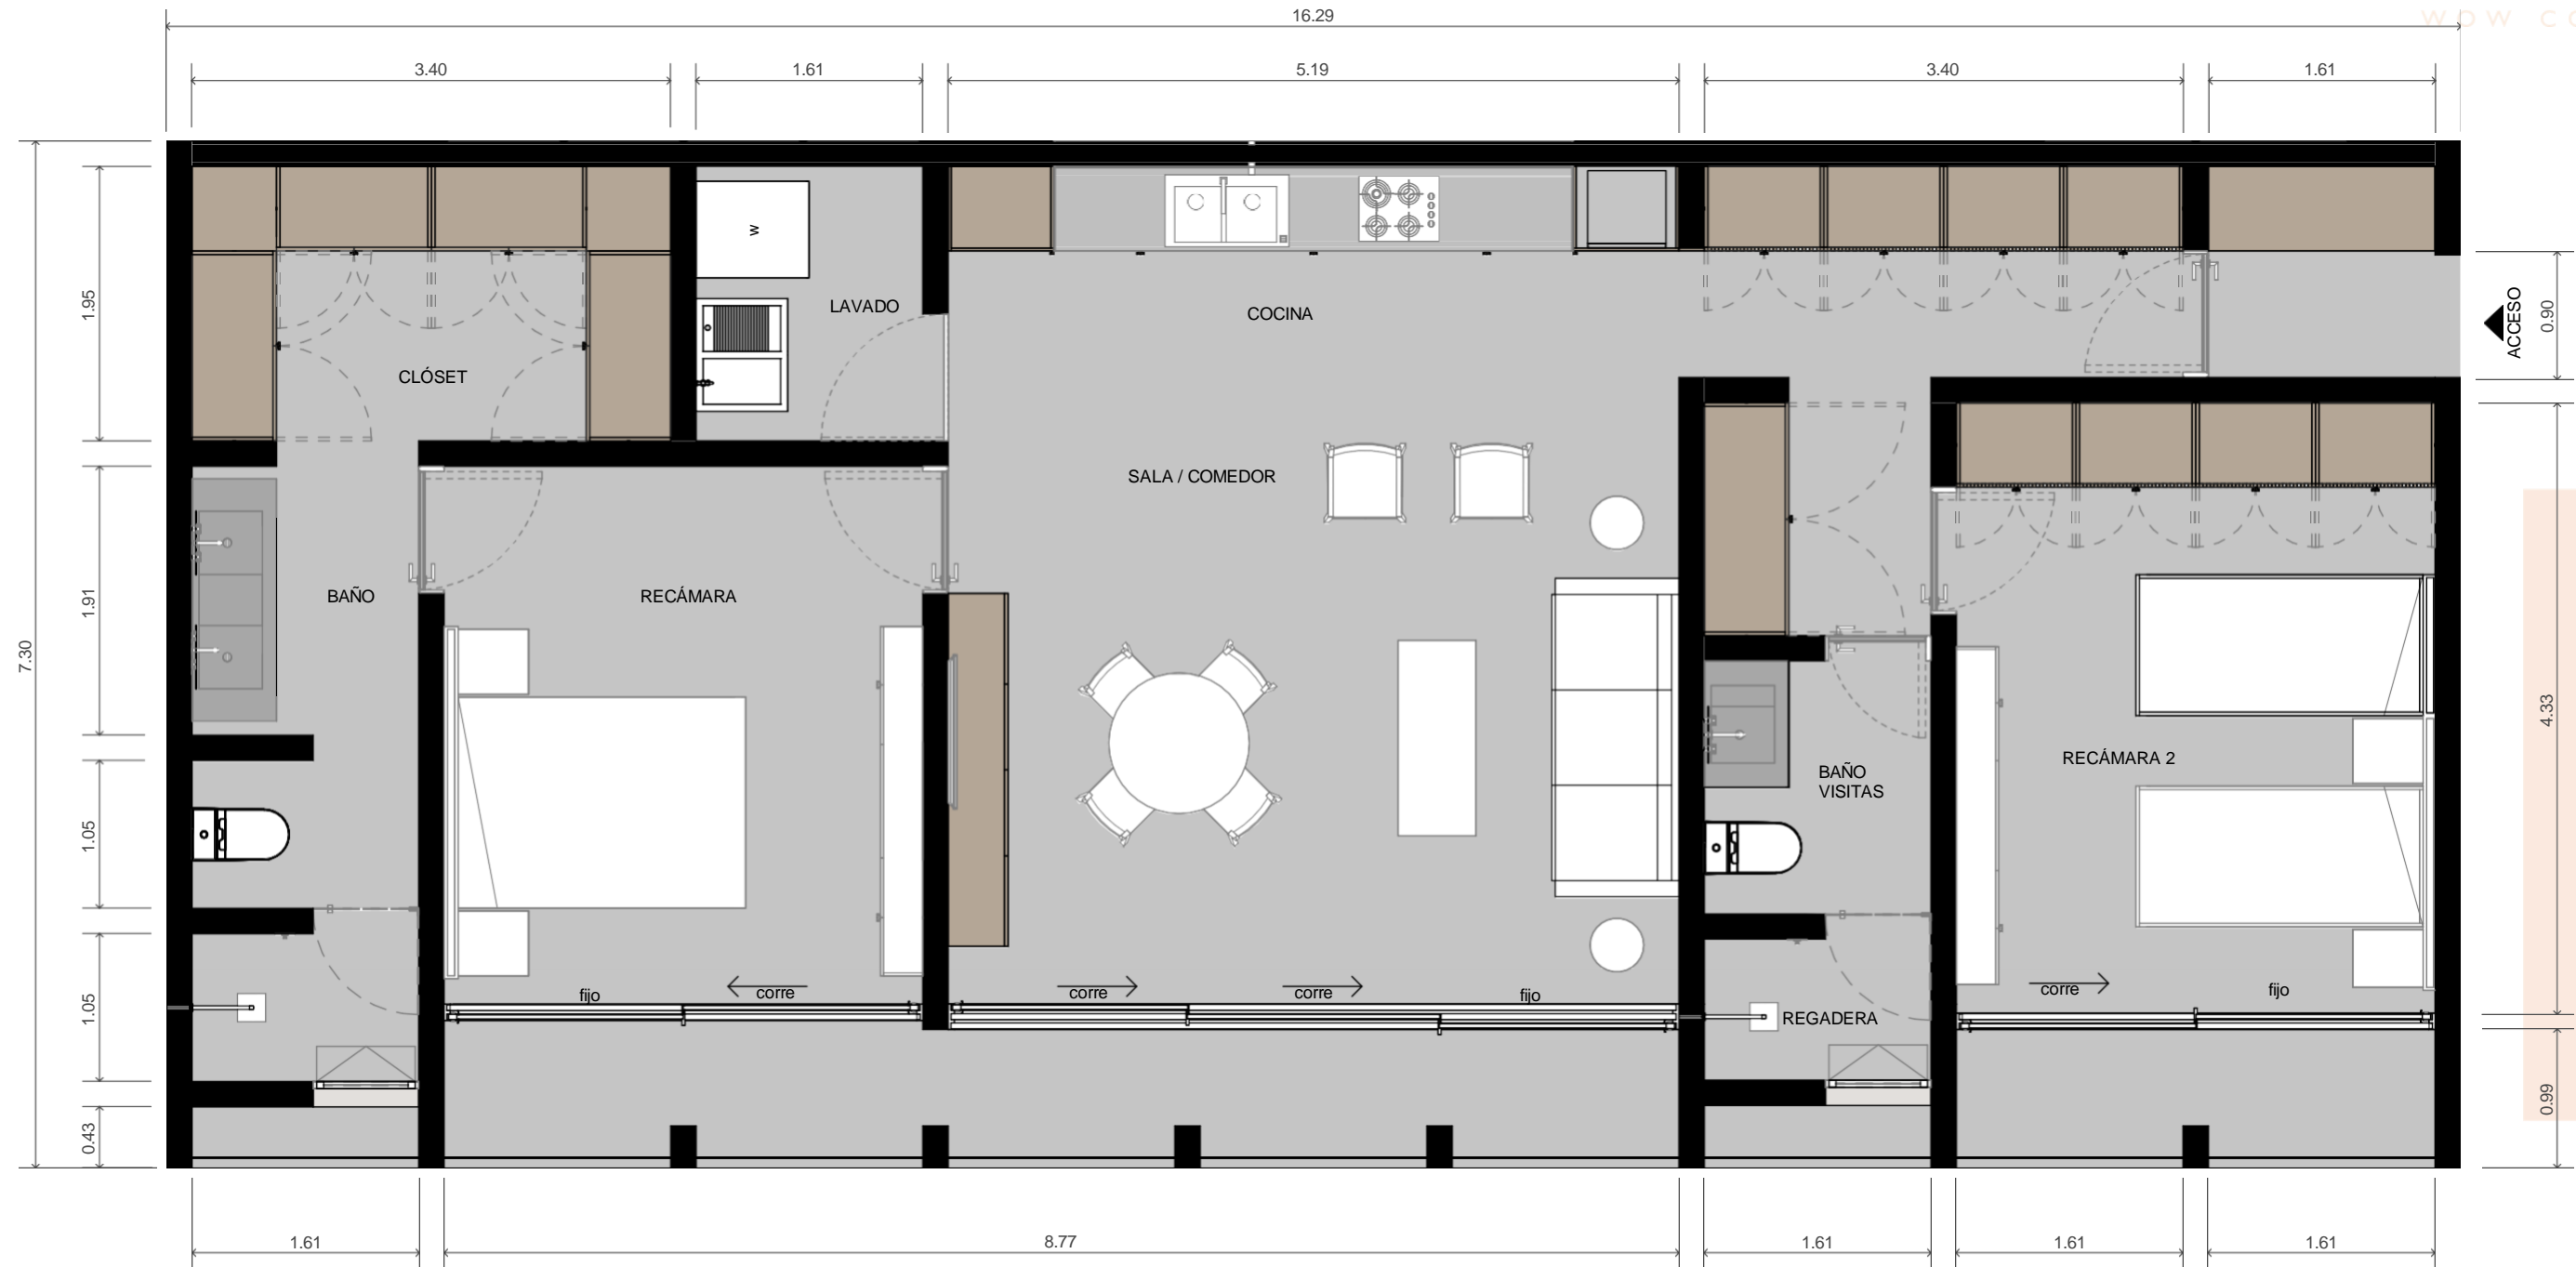 WOW CO
16.29
3.40 1.61 5.19 3.40 1.61
W
LAVADO
COCINA
CLÓSET
ACCESO
0.90
1.95
SALA / COMEDOR
BAÑO
RECÁMARA
1.91
7.30
RECÁMARA 2
4.33
BAÑO
VISITAS
1.05
fijo
corre
corre
corre
fijo
corre
fijo
1.05
REGADERA
0.43
0.99
1.61 8.77 1.61 1.61 1.61